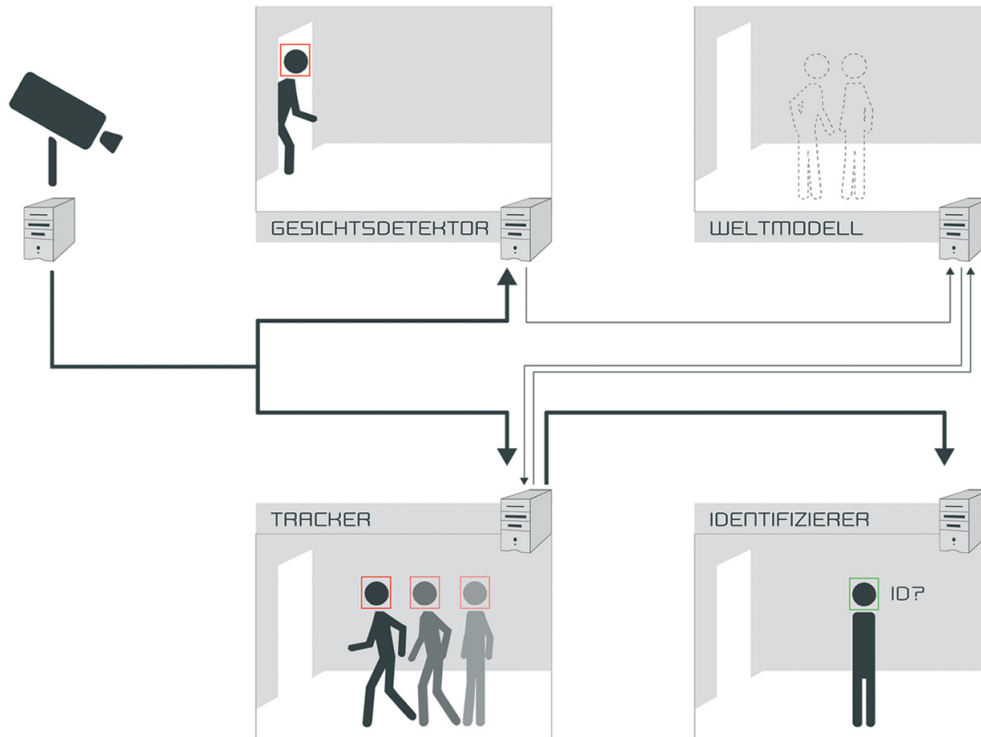 GESICHTSDETEKTOR
WELTMODELL
TRACKER
IDENTIFIZIERER
ID?